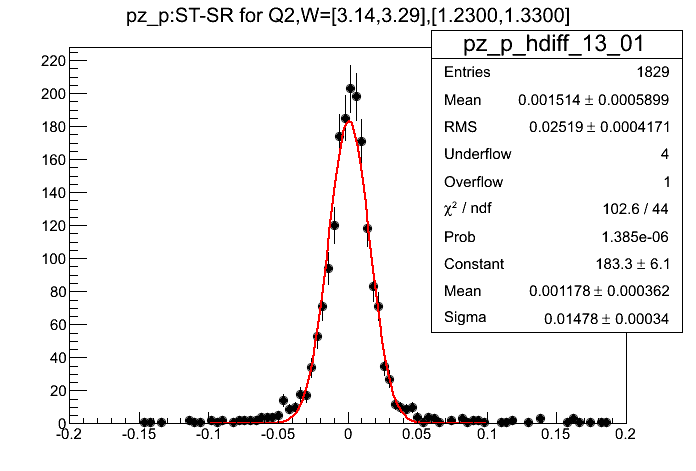 pz_p:ST-SR for Q2,W=[3.14,3.29],[1.2300,1.3300]
pz_p_hdiff_13_01
Entries 1829
Mean 0.001514 ± 0.0005899
RMS 0.02519 ± 0.0004171
Underflow 4
Overflow 1
χ² / ndf 102.6 / 44
Prob 1.385e-06
Constant 183.3 ± 6.1
Mean 0.001178 ± 0.000362
Sigma 0.01478 ± 0.00034
220
200
180
160
140
120
100
80
60
40
20
0
-0.2 -0.15 -0.1 -0.05 0 0.05 0.1 0.15 0.2